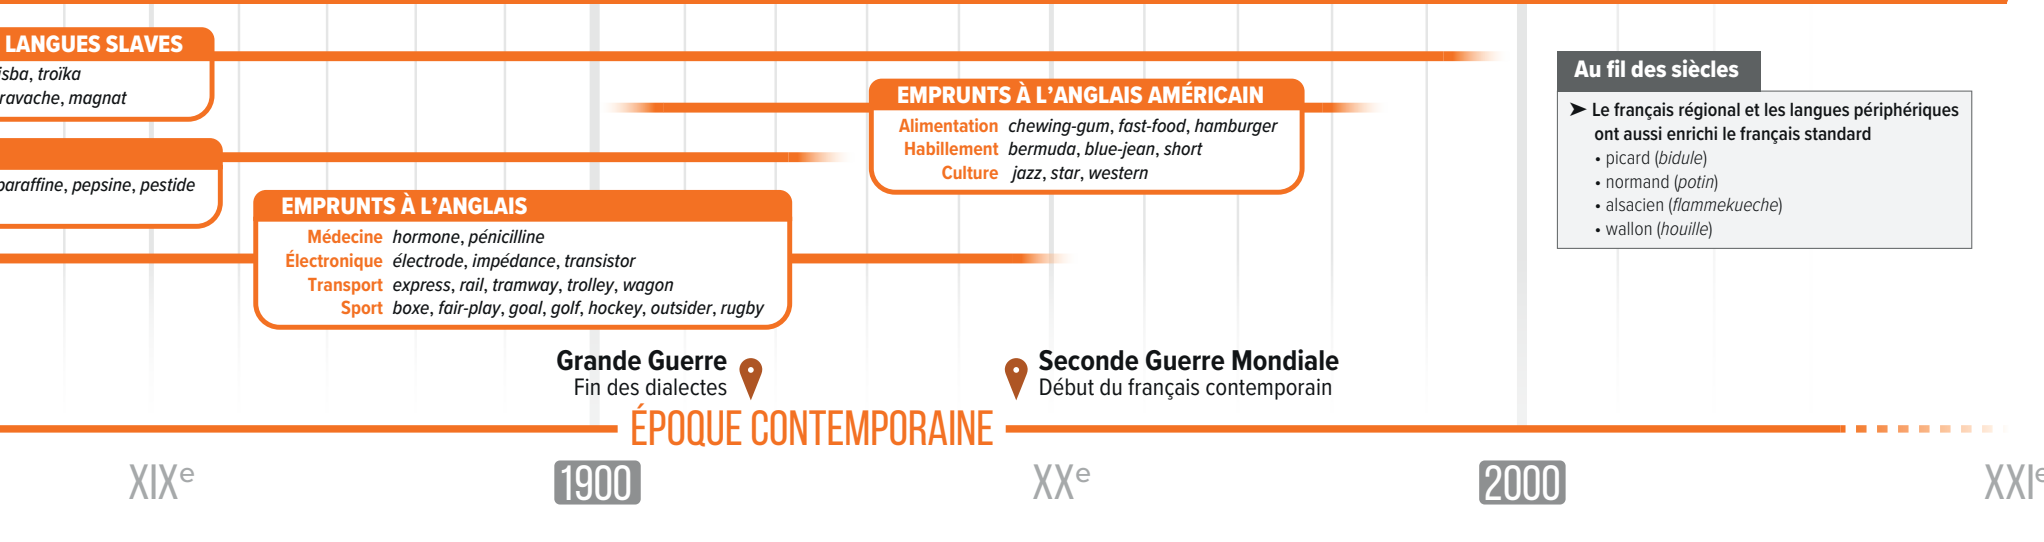 LANGUES SLAVES
isba, troïka
ravache, magnat
paraffine, pepsine, pestide
EMPRUNTS À L'ANGLAIS
Médecine hormone, pénicilline
Électronique électrode, impédance, transistor
Transport express, rail, tramway, trolley, wagon
Sport boxe, fair-play, goal, golf, hockey, outsider, rugby
EMPRUNTS À L'ANGLAIS AMÉRICAIN
Alimentation chewing-gum, fast-food, hamburger
Habillement bermuda, blue-jean, short
Culture jazz, star, western
Au fil des siècles
➤ Le français régional et les langues périphériques
ont aussi enrichi le français standard
• picard (bidule)
• normand (potin)
• alsacien (flammekueche)
• wallon (houille)
Grande Guerre
Fin des dialectes
Seconde Guerre Mondiale
Début du français contemporain
ÉPOQUE CONTEMPORAINE
XIXe
1900
XXe
2000
XXIe